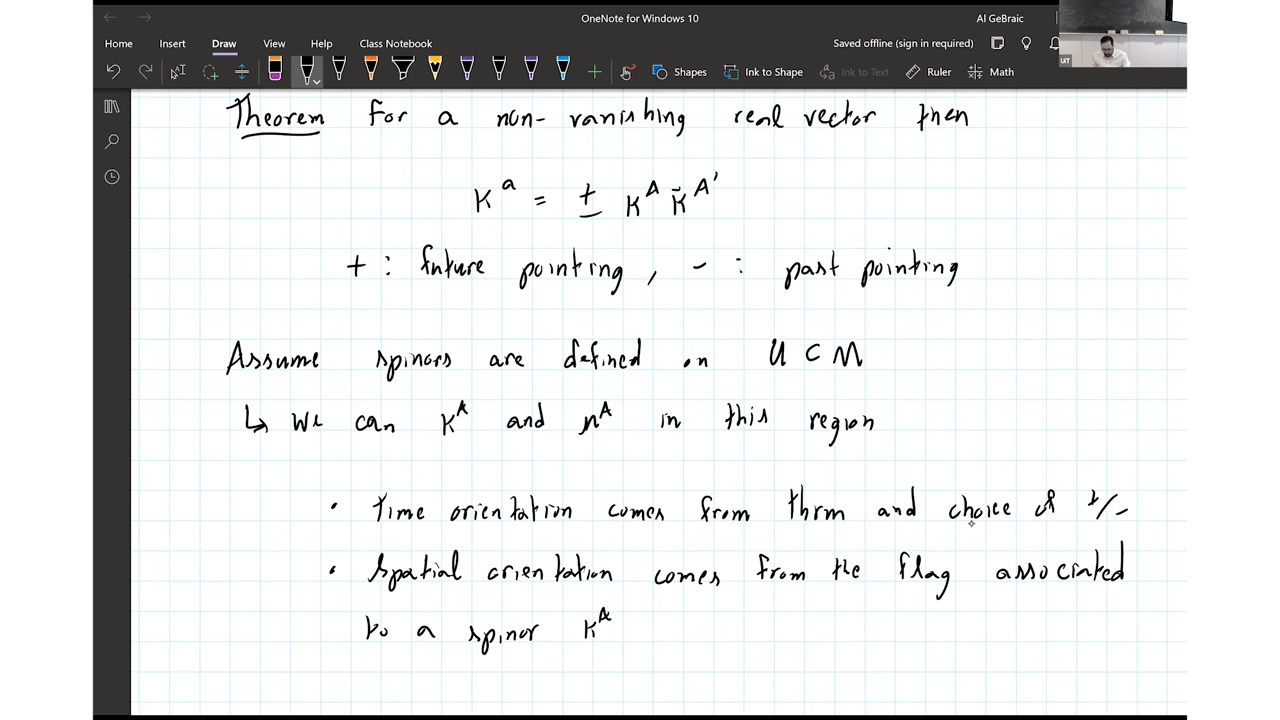 OneNote for Windows 10
Al GeBraic
Home Insert Draw View Help Class Notebook
Saved offline (sign in required)
Shapes Ink to Shape Ink to Text Ruler Math
UiT
Theorem For a non-vanishing real vector then
K^a = ± K^A K̄^A'
+ : future pointing, - : past pointing
Assume spinors are defined on U ⊂ M
↳ We can K^A and μ^A in this region
• time orientation comes from thrm and choice of +/-
• spatial orientation comes from the flag associated
to a spinor K^A